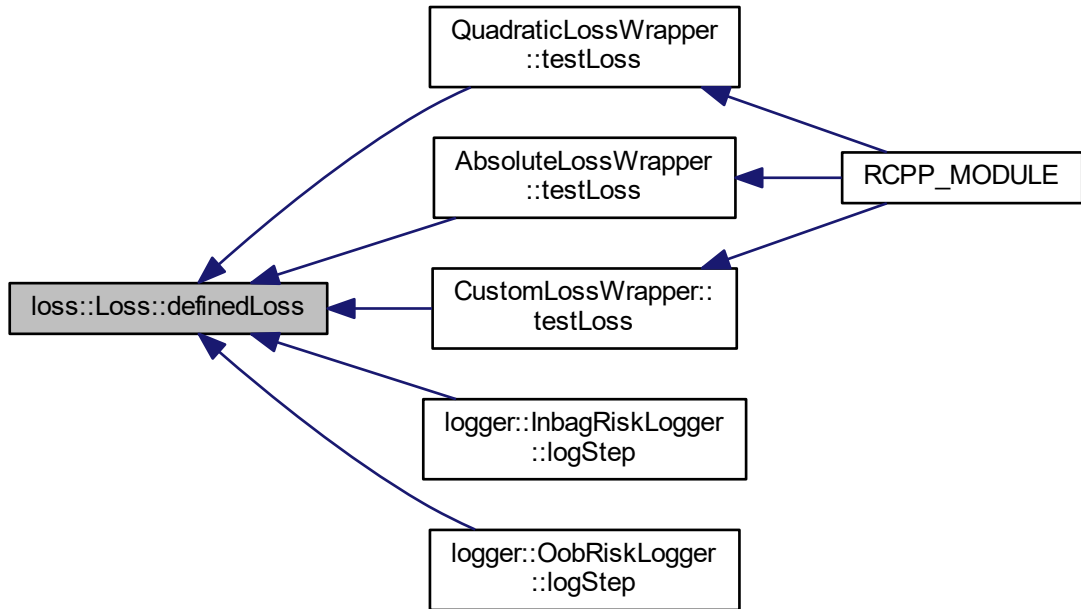 QuadraticLossWrapper
::testLoss
AbsoluteLossWrapper
::testLoss
RCPP_MODULE
loss::Loss::definedLoss
CustomLossWrapper::
testLoss
logger::InbagRiskLogger
::logStep
logger::OobRiskLogger
::logStep